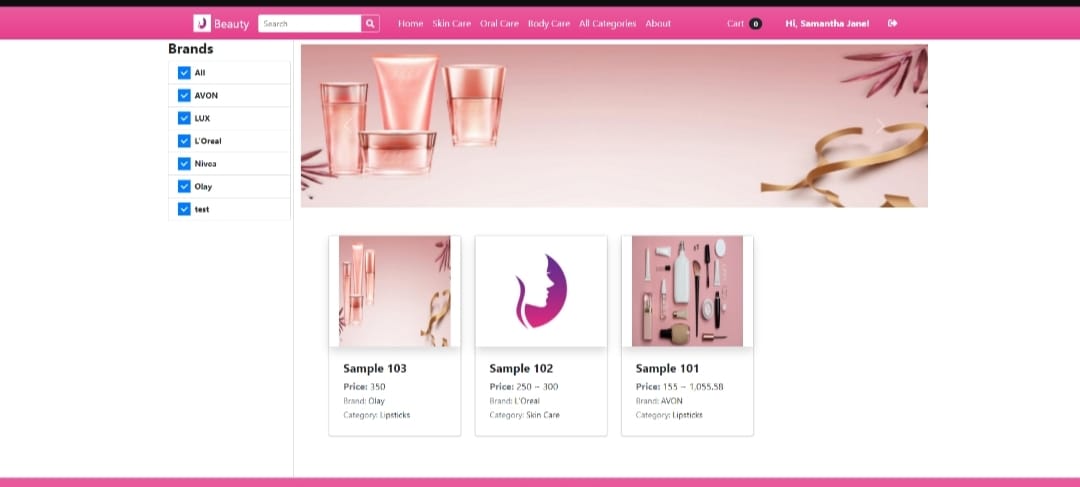 Beauty Search Home Skin Care Oral Care Body Care All Categories About Cart 0 Hi, Samantha Jane!
Brands
All
AVON
LUX
L'Oreal
Nivea
Olay
test
Sample 103
Price: 350
Brand: Olay
Category: Lipsticks
Sample 102
Price: 250 - 300
Brand: L'Oreal
Category: Skin Care
Sample 101
Price: 155 - 1,055.58
Brand: AVON
Category: Lipsticks